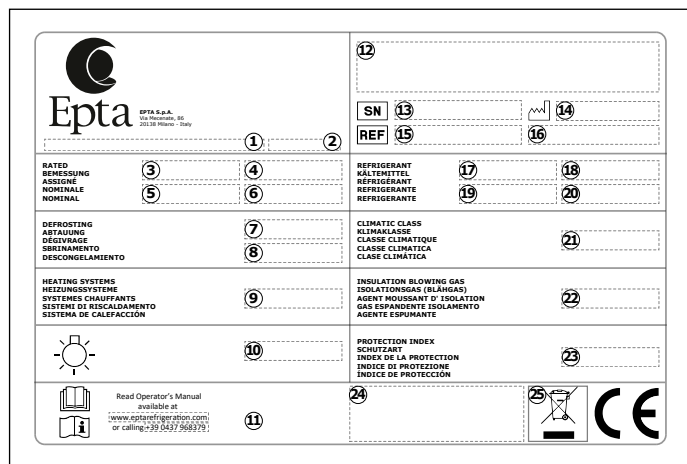 12
Epta
EPTA S.p.A.
Via Mecenate, 86
20138 Milano - Italy
SN 13 14
REF 15 16
1 2
RATED
BEMESSUNG
ASSIGNÉ
NOMINALE
NOMINAL
3 4
5 6
REFRIGERANT
KÄLTEMITTEL
RÉFRIGÉRANT
REFRIGERANTE
REFRIGERANTE
17 18
19 20
DEFROSTING
ABTAUUNG
DÉGIVRAGE
SBRINAMENTO
DESCONGELAMIENTO
7
8
CLIMATIC CLASS
KLIMAKLASSE
CLASSE CLIMATIQUE
CLASSE CLIMATICA
CLASE CLIMÁTICA
21
HEATING SYSTEMS
HEIZUNGSSYSTEME
SYSTEMES CHAUFFANTS
SISTEMI DI RISCALDAMENTO
SISTEMA DE CALEFACCIÓN
9
INSULATION BLOWING GAS
ISOLATIONSGAS (BLÄHGAS)
AGENT MOUSSANT D' ISOLATION
GAS ESPANDENTE ISOLAMENTO
AGENTE ESPUMANTE
22
10
PROTECTION INDEX
SCHUTZART
INDEX DE LA PROTECTION
INDICE DI PROTEZIONE
ÍNDICE DE PROTECCIÓN
23
Read Operator's Manual
available at
www.eptarefrigeration.com
or calling +39 0437 968379
i
11
24
25
CE